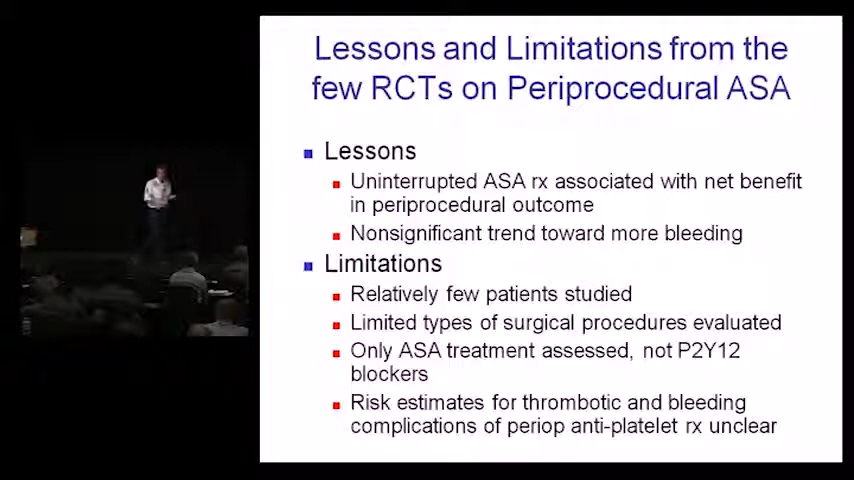 Lessons and Limitations from the
few RCTs on Periprocedural ASA
Lessons
Uninterrupted ASA rx associated with net benefit
in periprocedural outcome
Nonsignificant trend toward more bleeding
Limitations
Relatively few patients studied
Limited types of surgical procedures evaluated
Only ASA treatment assessed, not P2Y12
blockers
Risk estimates for thrombotic and bleeding
complications of periop anti-platelet rx unclear